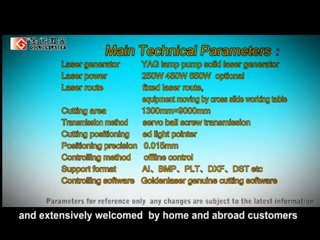 GOLDENLASER
Main Technical Parameters :
Laser generator YAG lamp pump solid laser generator
Laser power 250W 450W 650W optional
Laser route fixed laser route,
equipment moving by cross slide working table
Cutting area 1300mm×9000mm
Transmission method servo ball screw transmission
Cutting positioning ed light pointer
Positioning precision 0.015mm
Controlling method offline control
Support format AI、BMP、PLT、DXF、DST etc
Controlling software Goldenlaser genuine cutting software
Parameters for reference only any changes are subject to the latest information
and extensively welcomed by home and abroad customers